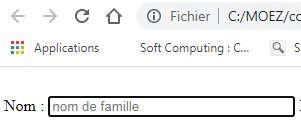 Fichier | C:/MOEZ/co
Applications Soft Computing : C... S
Nom : nom de famille